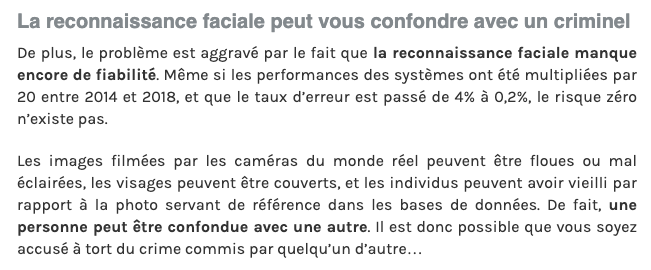 La reconnaissance faciale peut vous confondre avec un criminel
De plus, le problème est aggravé par le fait que la reconnaissance faciale manque
encore de fiabilité. Même si les performances des systèmes ont été multipliées par
20 entre 2014 et 2018, et que le taux d’erreur est passé de 4% à 0,2%, le risque zéro
n’existe pas.
Les images filmées par les caméras du monde réel peuvent être floues ou mal
éclairées, les visages peuvent être couverts, et les individus peuvent avoir vieilli par
rapport à la photo servant de référence dans les bases de données. De fait, une
personne peut être confondue avec une autre. Il est donc possible que vous soyez
accusé à tort du crime commis par quelqu’un d’autre…